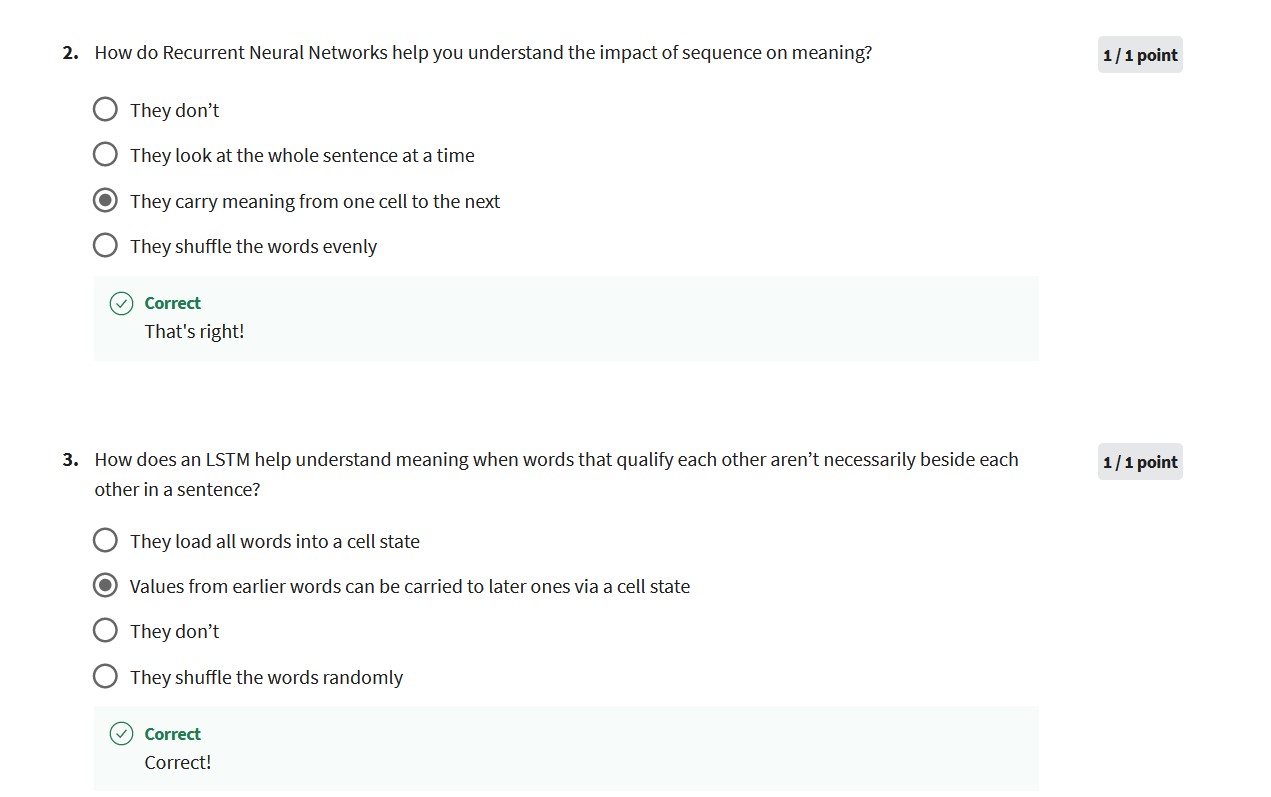 2. How do Recurrent Neural Networks help you understand the impact of sequence on meaning?
1 / 1 point
They don’t
They look at the whole sentence at a time
They carry meaning from one cell to the next
They shuffle the words evenly
Correct
That's right!
3. How does an LSTM help understand meaning when words that qualify each other aren’t necessarily beside each
other in a sentence?
1 / 1 point
They load all words into a cell state
Values from earlier words can be carried to later ones via a cell state
They don’t
They shuffle the words randomly
Correct
Correct!